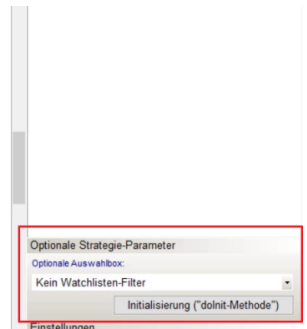 Optionale Strategie-Parameter
Optionale Auswahlbox:
Kein Watchlisten-Filter
Initialisierung ("doInit-Methode")
Einstellungen